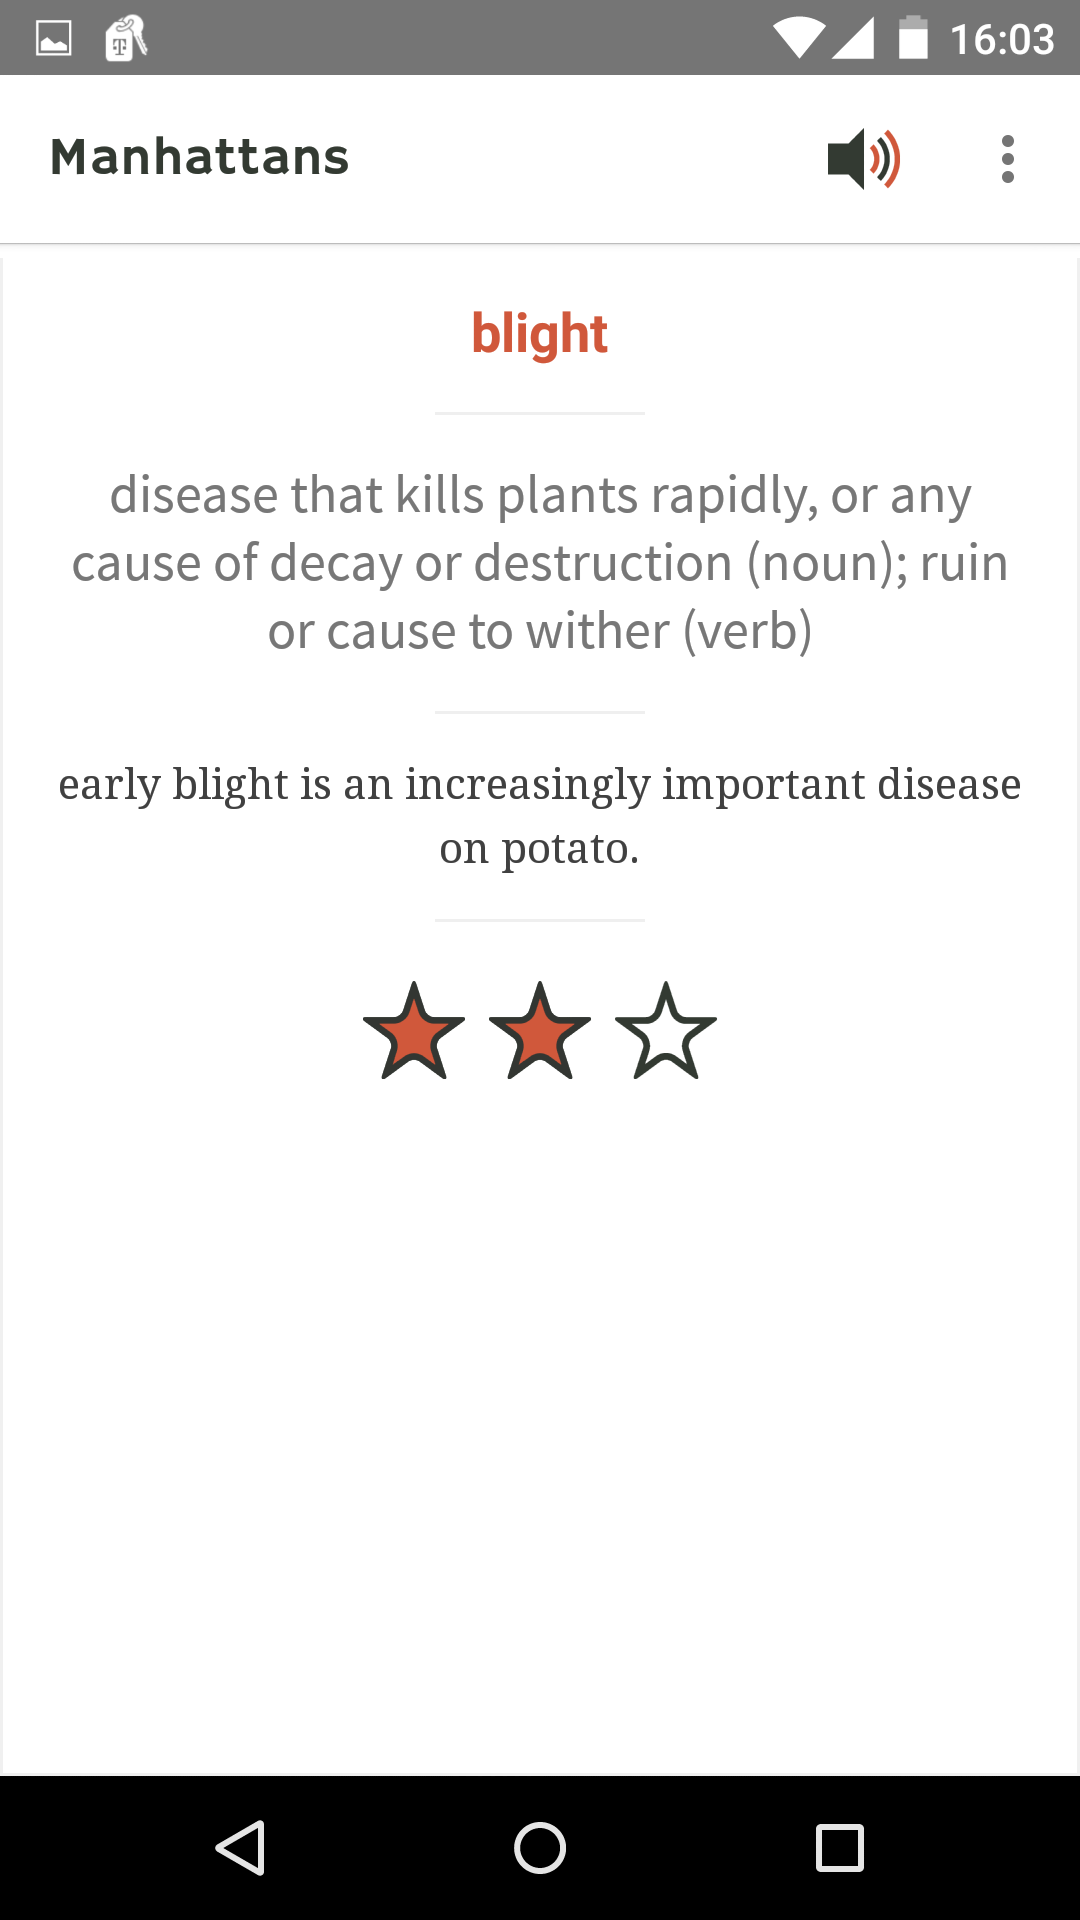 16:03
Manhattans
blight
disease that kills plants rapidly, or any
cause of decay or destruction (noun); ruin
or cause to wither (verb)
early blight is an increasingly important disease
on potato.